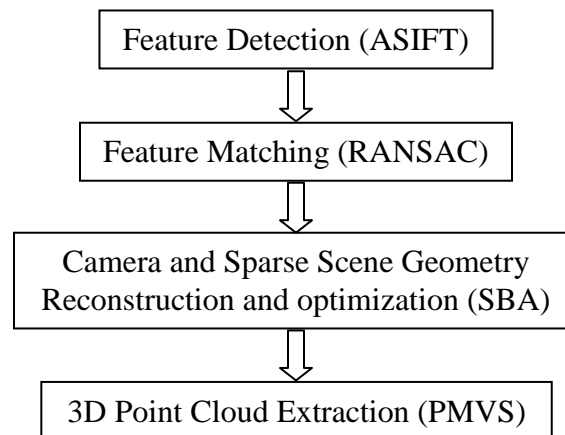 Feature Detection (ASIFT)
Feature Matching (RANSAC)
Camera and Sparse Scene Geometry
Reconstruction and optimization (SBA)
3D Point Cloud Extraction (PMVS)